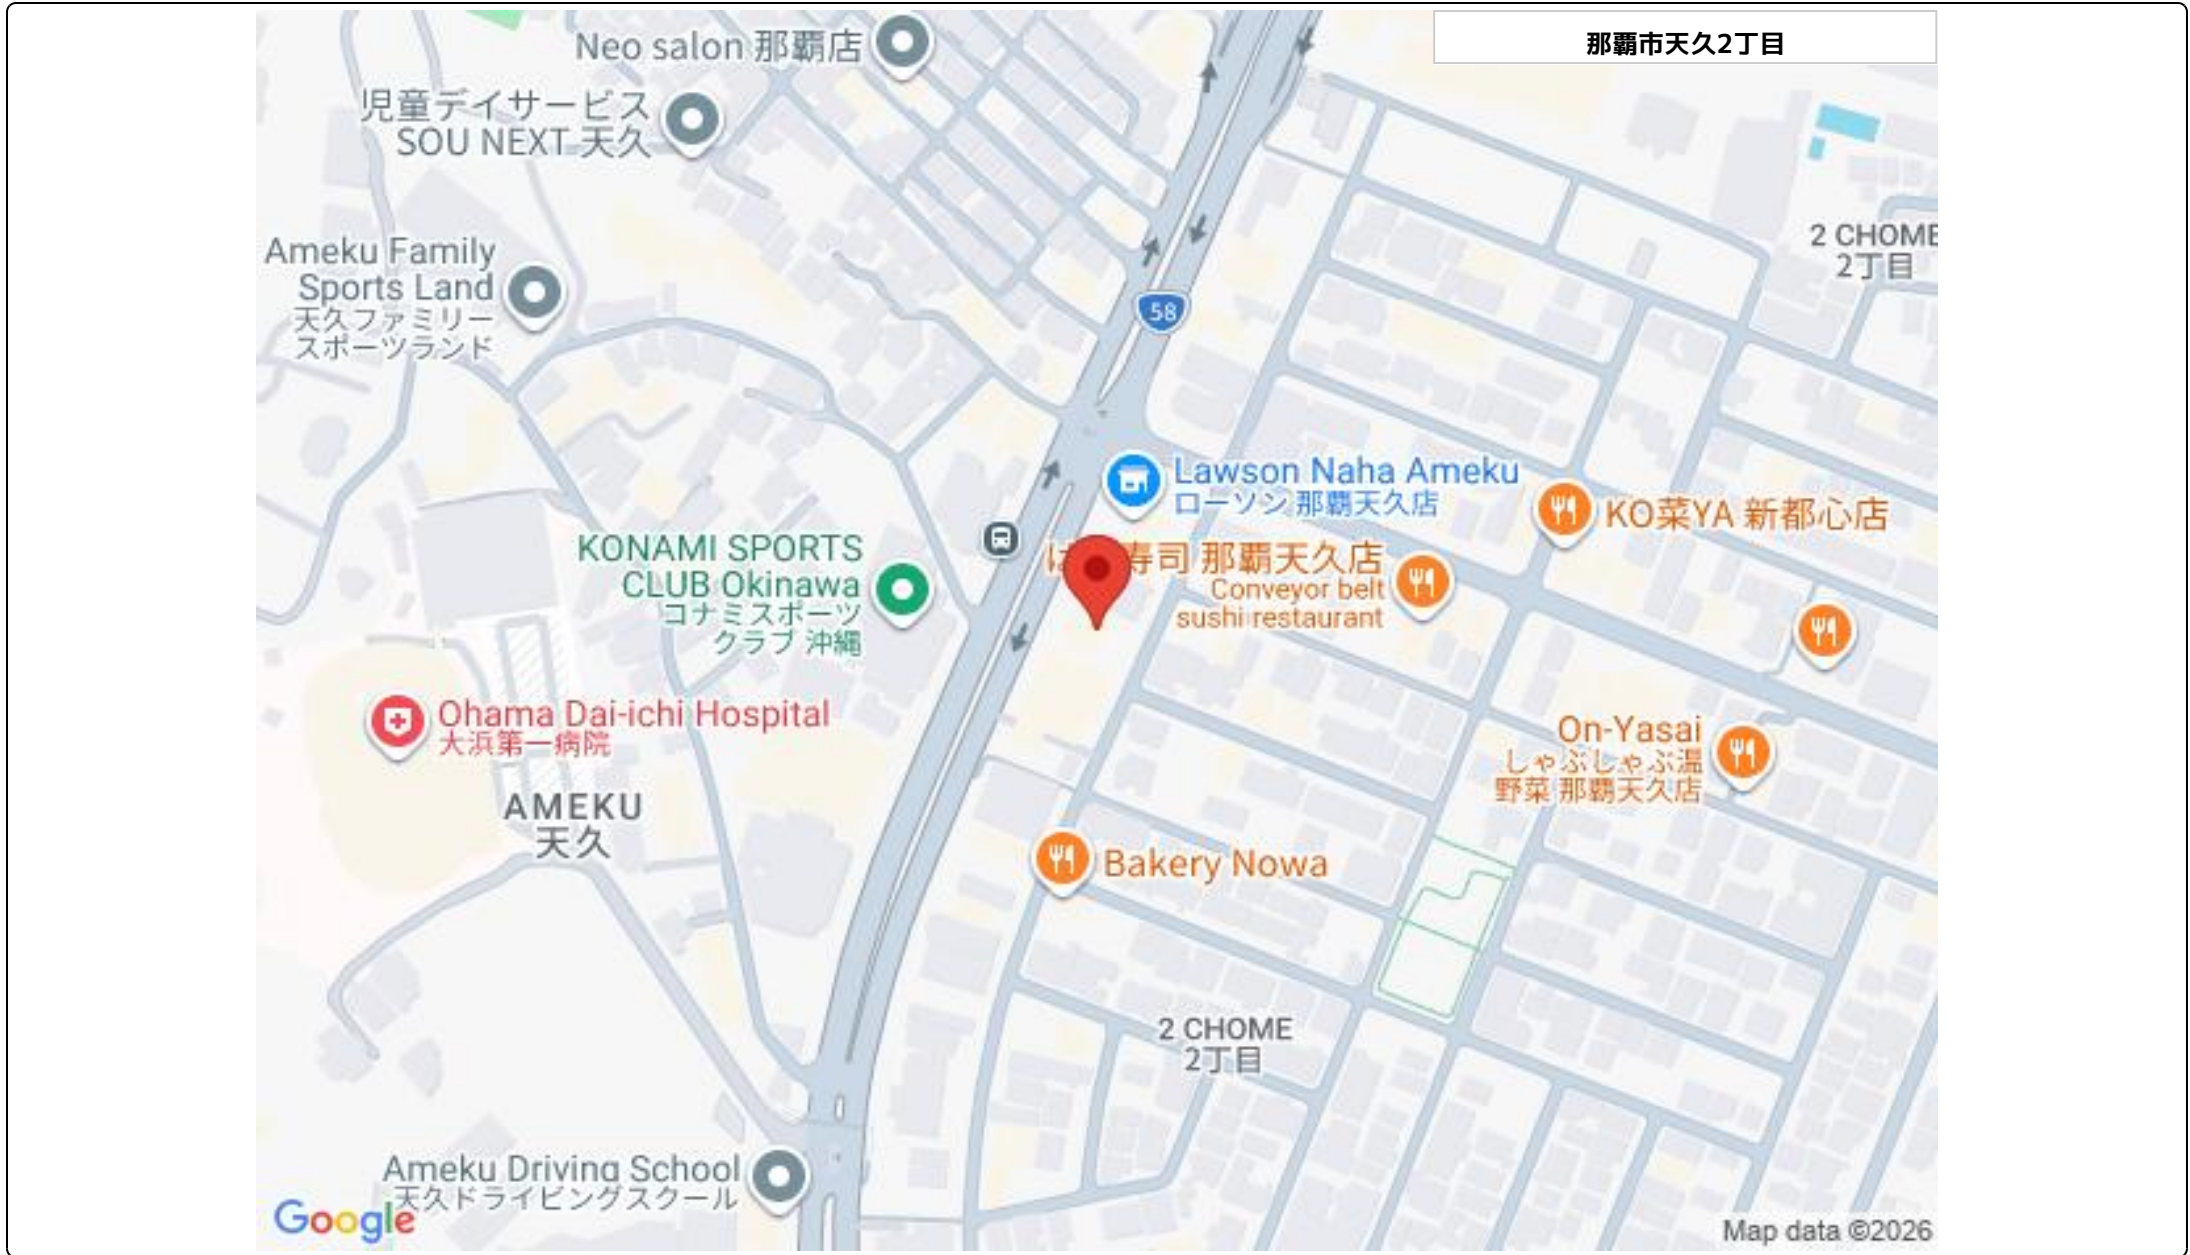 那覇市天久2丁目
Neo salon 那覇店
児童デイサービス
SOU NEXT 天久
2 CHOME
2丁目
Ameku Family
Sports Land
天久ファミリー
スポーツランド
58
Lawson Naha Ameku
ローソン 那覇天久店
KO菜YA 新都心店
KONAMI SPORTS
CLUB Okinawa
コナミスポーツ
クラブ 沖縄
は 寿司 那覇天久店
Conveyor belt
sushi restaurant
Ohama Dai-ichi Hospital
大浜第一病院
On-Yasai
しゃぶしゃぶ温
野菜 那覇天久店
AMEKU
天久
Bakery Nowa
2 CHOME
2丁目
Ameku Driving School
天久ドライビングスクール
Google
Map data ©2026